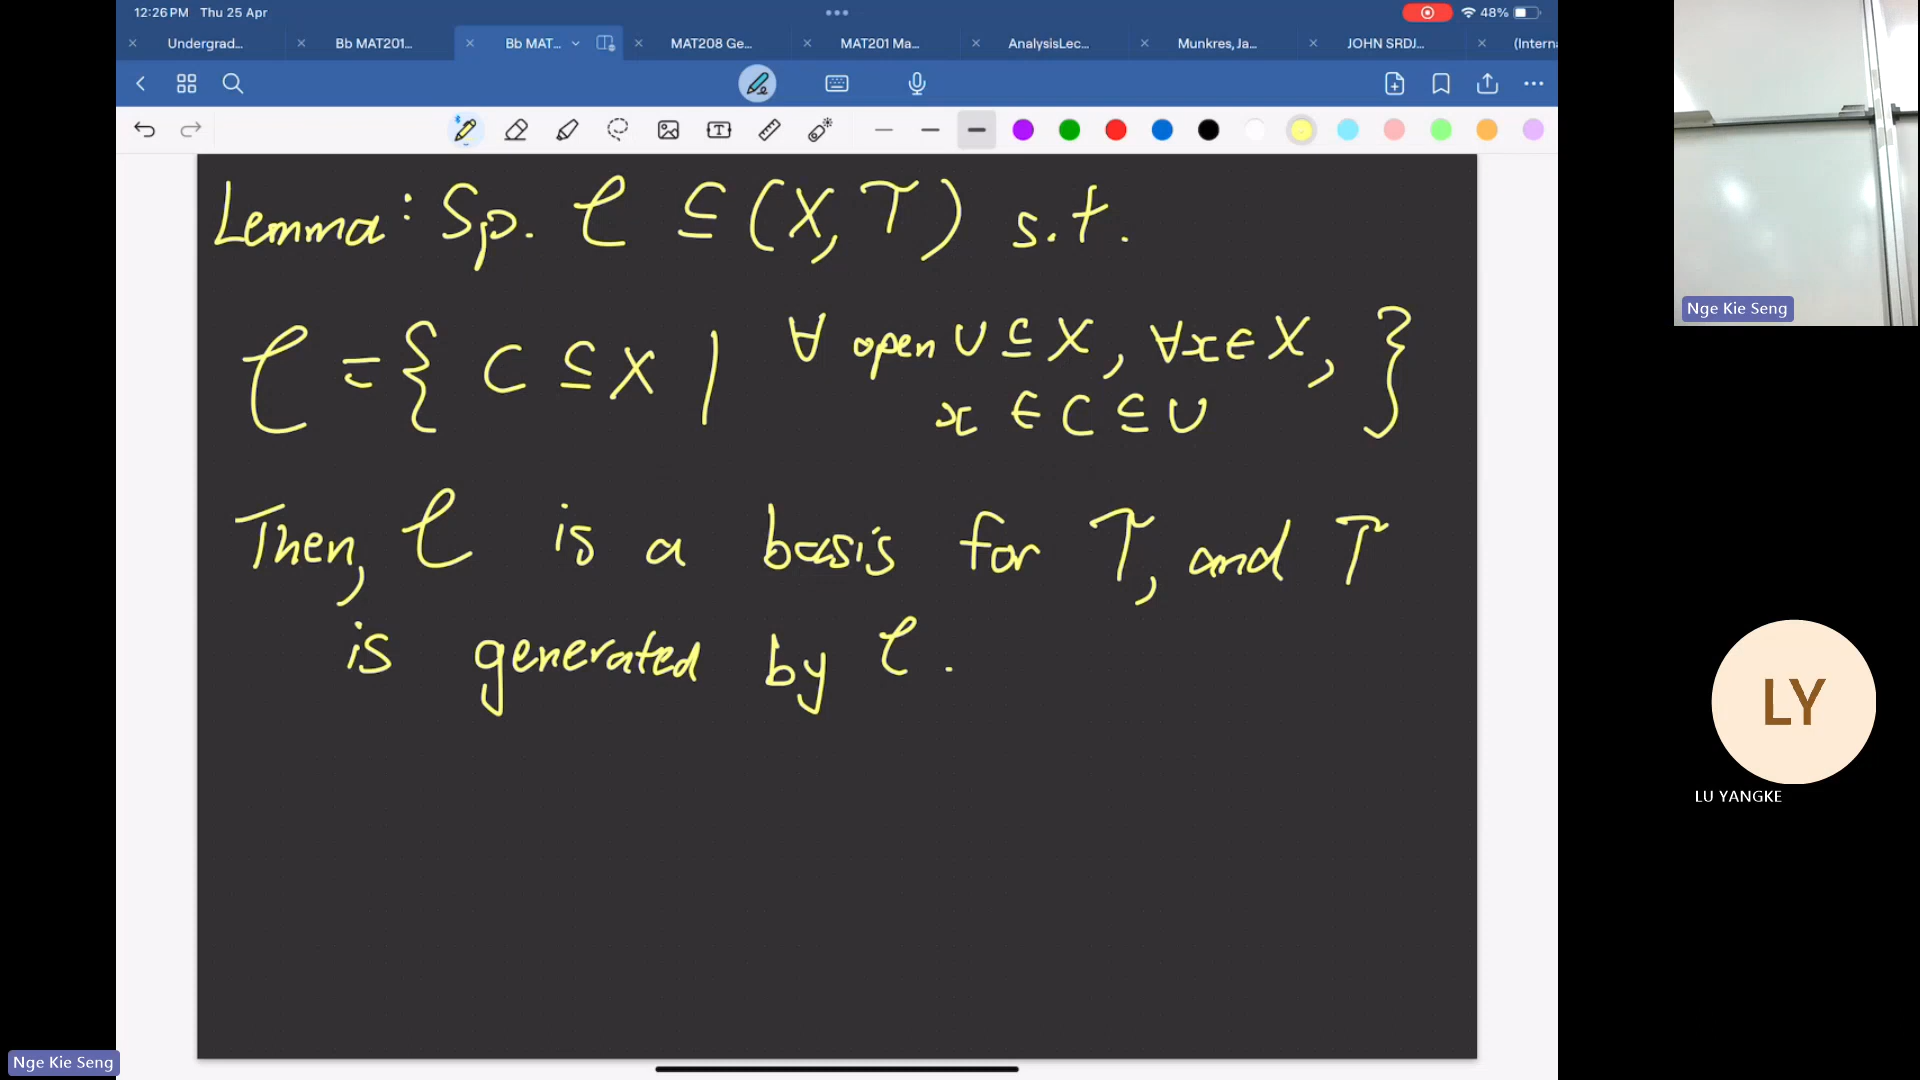 12:26 PM Thu 25 Apr
48%
Undergrad... Bb MAT201... Bb MAT... MAT208 Ge... MAT201 Ma... AnalysisLec... Munkres, Ja... JOHN SRDJ... (Intern
Lemma: Sp. 𝒞 ⊆ (X, 𝒯) s.t.
𝒞 = { C ⊆ X | ∀ open U ⊆ X, ∀x ∈ X, }
x ∈ C ⊆ U
Then, 𝒞 is a basis for 𝒯, and 𝒯
is generated by 𝒞.
Nge Kie Seng
LY
LU YANGKE
Nge Kie Seng